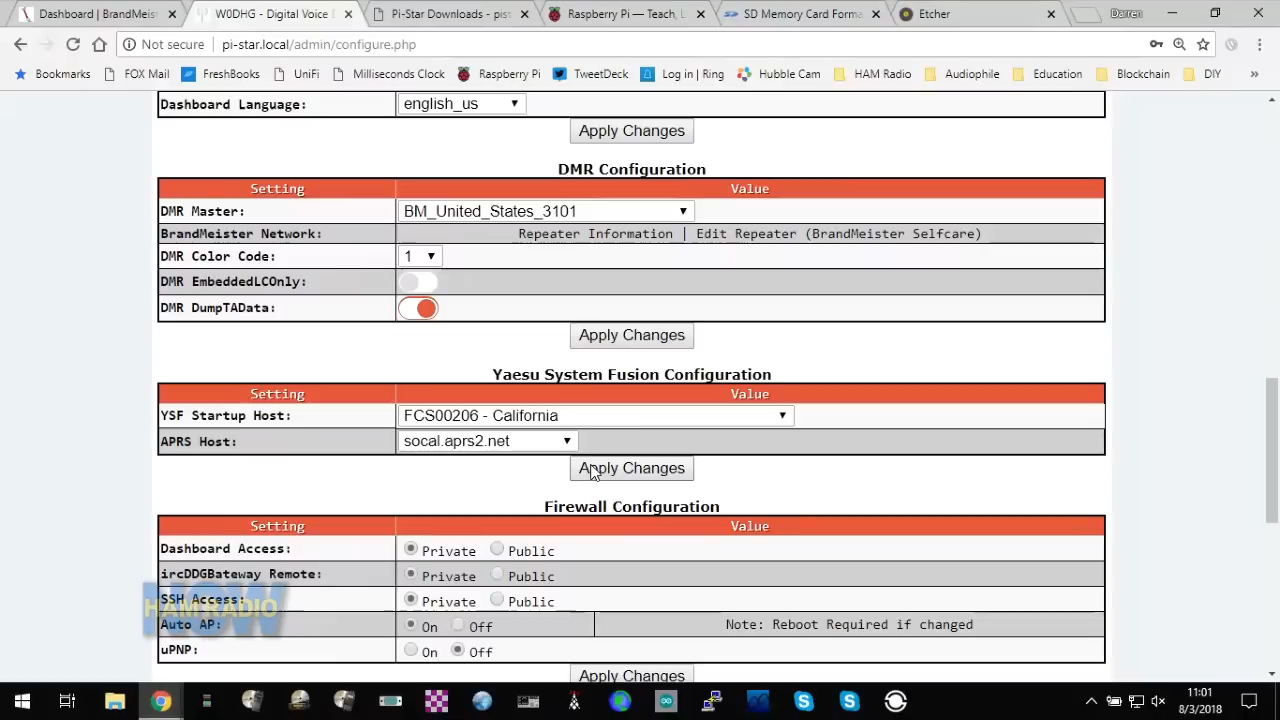 Dashboard | BrandMeis
W0DHG - Digital Voice
Pi-Star Downloads - pist
Raspberry Pi — Teach, L
SD Memory Card Forma
Etcher
Darren
Not secure
pi-star.local/admin/configure.php
Bookmarks
FOX Mail
FreshBooks
UniFi
Milliseconds Clock
Raspberry Pi
TweetDeck
Log in | Ring
Hubble Cam
HAM Radio
Audiophile
Education
Blockchain
DIY
»
Dashboard Language:
english_us
Apply Changes
DMR Configuration
Setting
Value
DMR Master:
BM_United_States_3101
BrandMeister Network:
Repeater Information | Edit Repeater (BrandMeister Selfcare)
DMR Color Code:
1
DMR EmbeddedLCOnly:
DMR DumpTAData:
Apply Changes
Yaesu System Fusion Configuration
Setting
Value
YSF Startup Host:
FCS00206 - California
APRS Host:
socal.aprs2.net
Apply Changes
Firewall Configuration
Setting
Value
Dashboard Access:
Private
Public
ircDDGBateway Remote:
Private
Public
SSH Access:
Private
Public
Auto AP:
On
Off
Note: Reboot Required if changed
uPNP:
On
Off
Apply Changes
HAM RADIO
NOW
11:01
8/3/2018